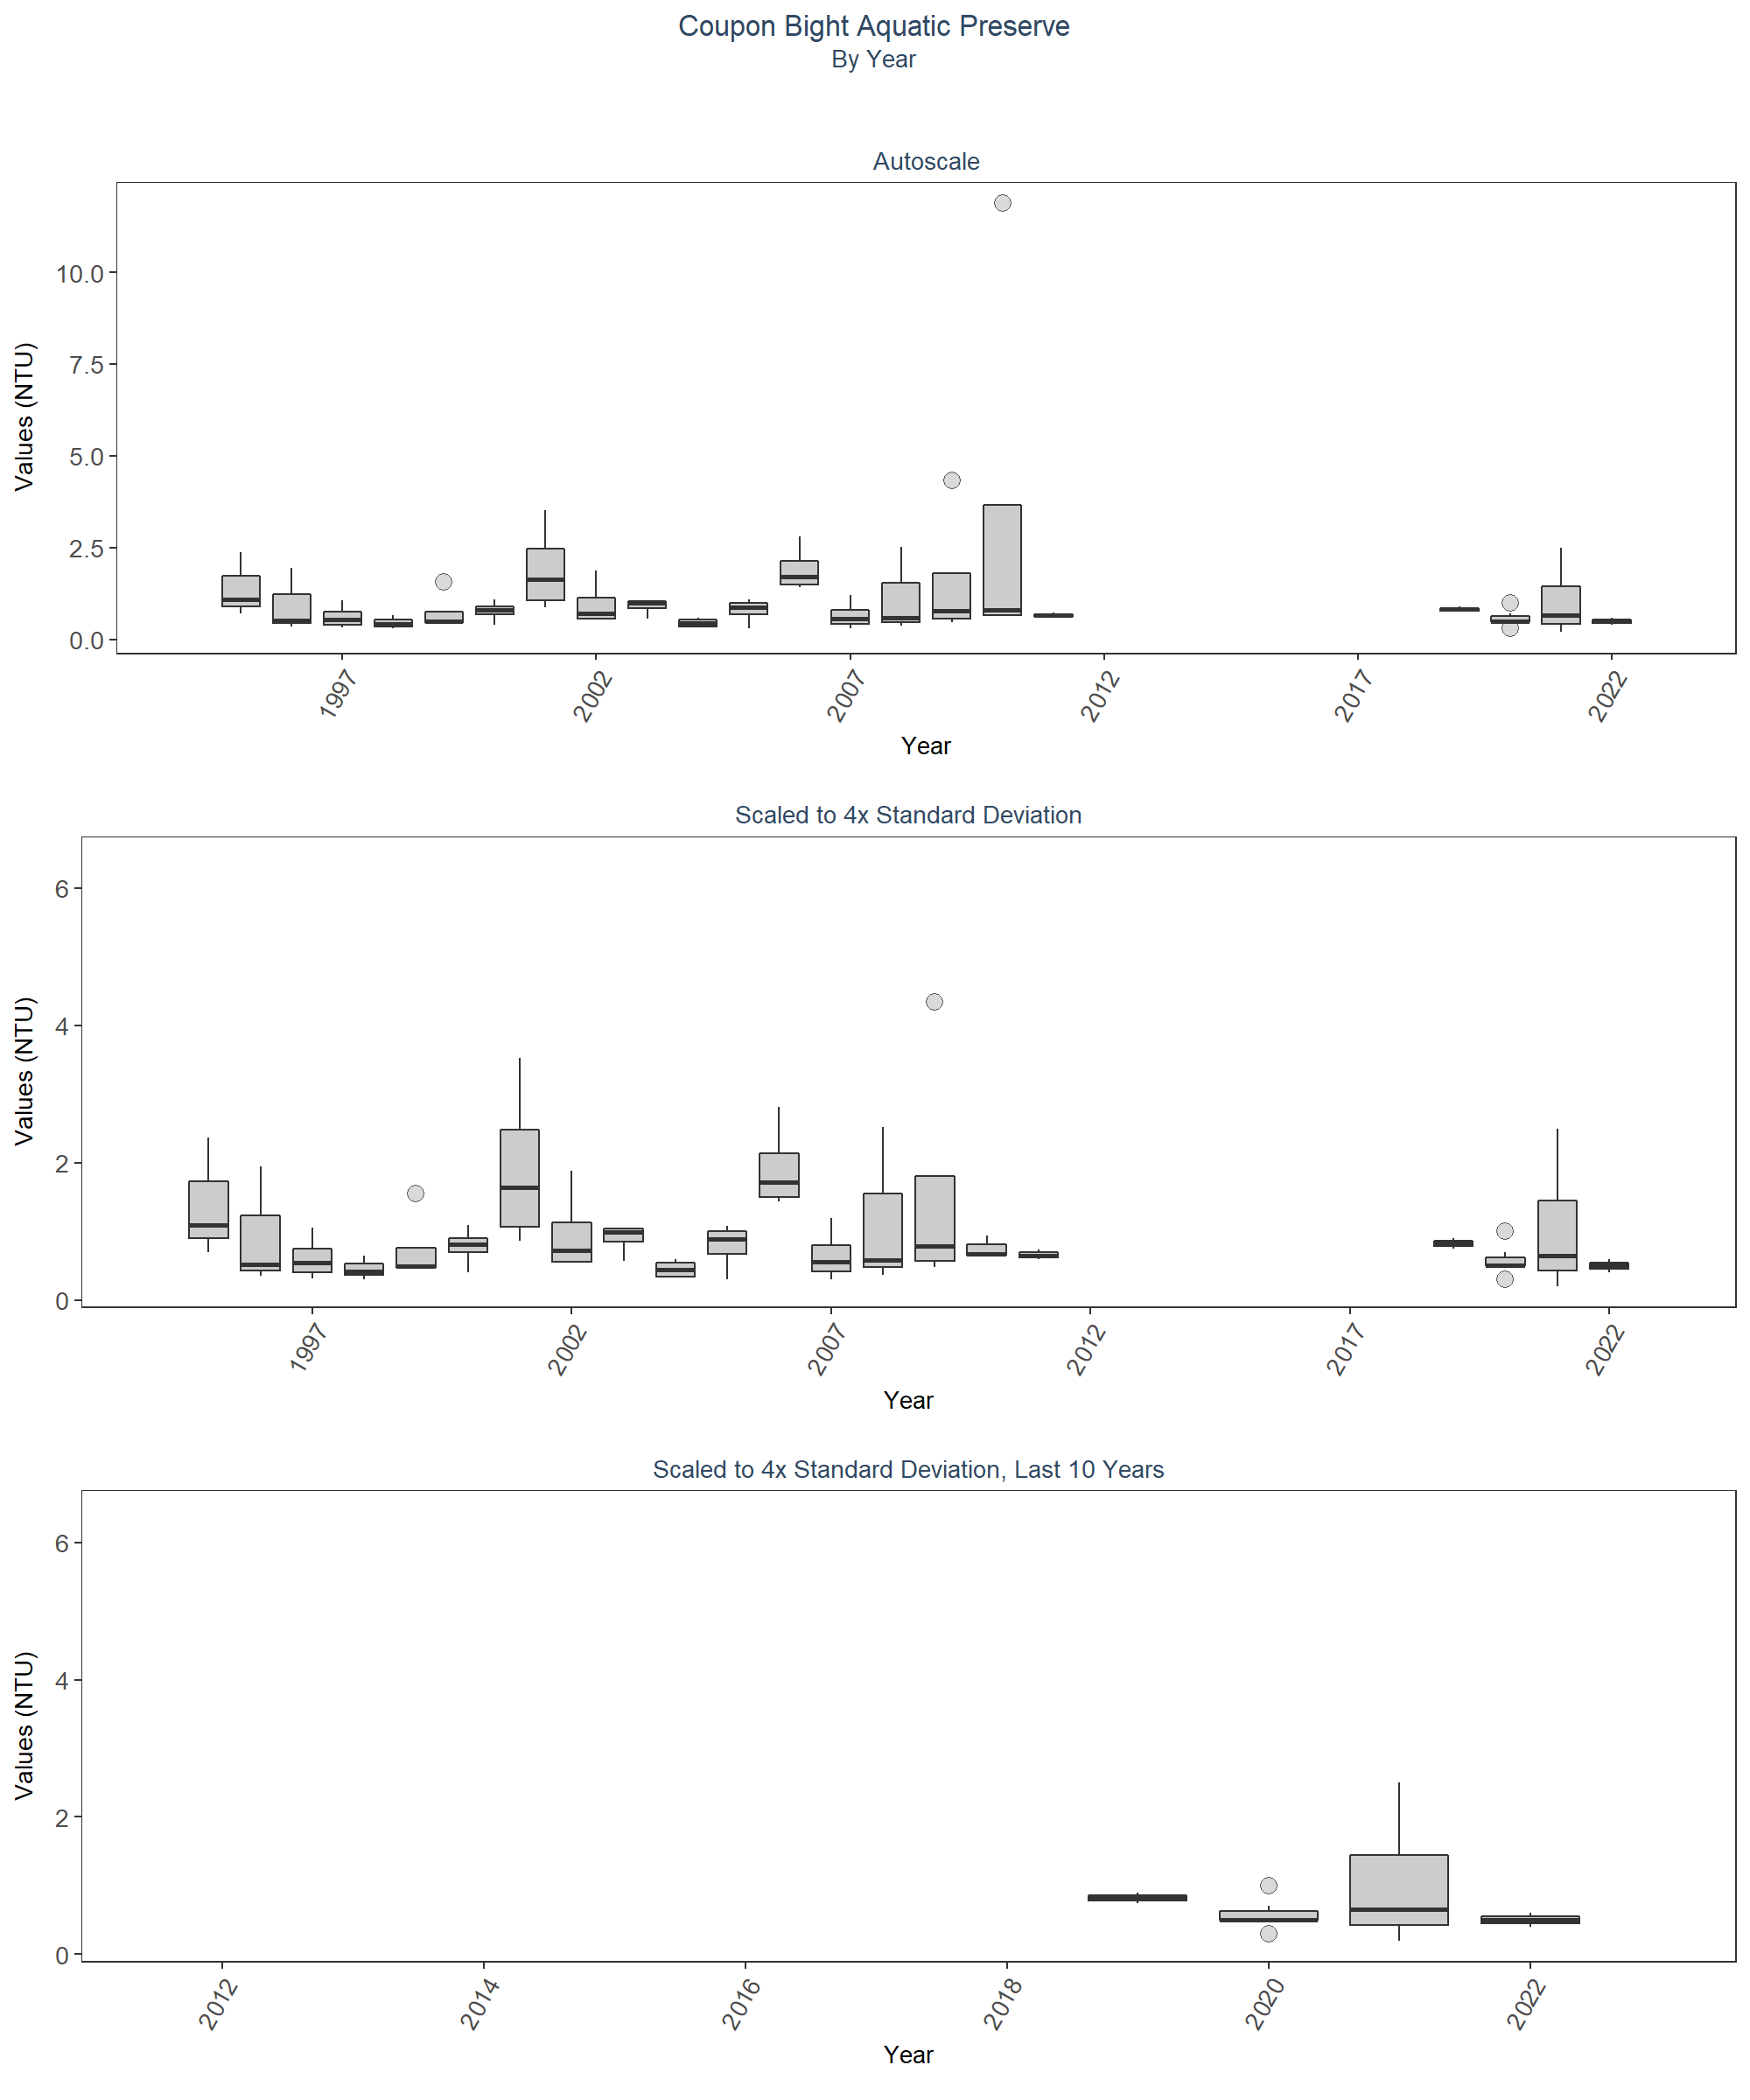 Coupon Bight Aquatic Preserve
By Year
Autoscale
Values (NTU)
10.0
7.5
5.0
2.5
0.0
1997 2002 2007 2012 2017 2022
Year
Scaled to 4x Standard Deviation
Values (NTU)
6
4
2
0
1997 2002 2007 2012 2017 2022
Year
Scaled to 4x Standard Deviation, Last 10 Years
Values (NTU)
6
4
2
0
2012 2014 2016 2018 2020 2022
Year